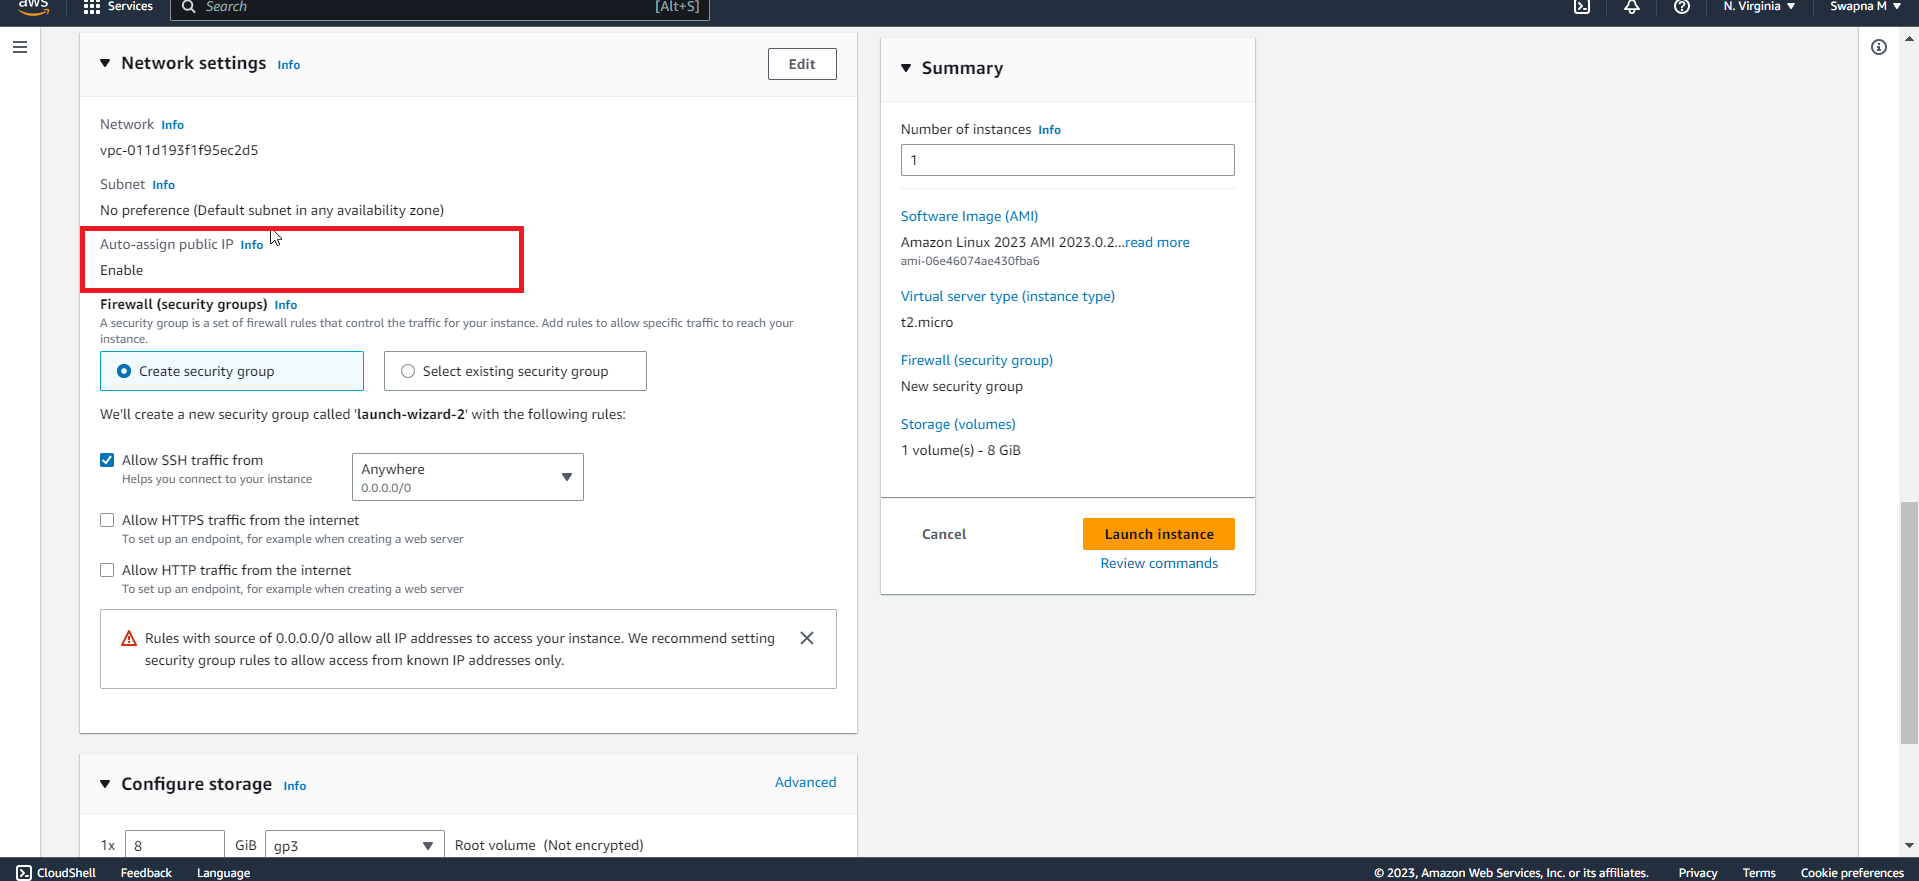 aws
Services
Search
[Alt+S]
N. Virginia
Swapna M
Network settings Info
Edit
Network Info
vpc-011d193f1f95ec2d5
Subnet Info
No preference (Default subnet in any availability zone)
Auto-assign public IP Info
Enable
Firewall (security groups) Info
A security group is a set of firewall rules that control the traffic for your instance. Add rules to allow specific traffic to reach your
instance.
Create security group
Select existing security group
We'll create a new security group called 'launch-wizard-2' with the following rules:
Allow SSH traffic from
Helps you connect to your instance
Anywhere
0.0.0.0/0
Allow HTTPS traffic from the internet
To set up an endpoint, for example when creating a web server
Allow HTTP traffic from the internet
To set up an endpoint, for example when creating a web server
Rules with source of 0.0.0.0/0 allow all IP addresses to access your instance. We recommend setting
security group rules to allow access from known IP addresses only.
Configure storage Info
Advanced
1x 8 GiB gp3 Root volume (Not encrypted)
Summary
Number of instances Info
1
Software Image (AMI)
Amazon Linux 2023 AMI 2023.0.2...read more
ami-06e46074ae430fba6
Virtual server type (instance type)
t2.micro
Firewall (security group)
New security group
Storage (volumes)
1 volume(s) - 8 GiB
Cancel
Launch instance
Review commands
CloudShell
Feedback
Language
© 2023, Amazon Web Services, Inc. or its affiliates.
Privacy
Terms
Cookie preferences